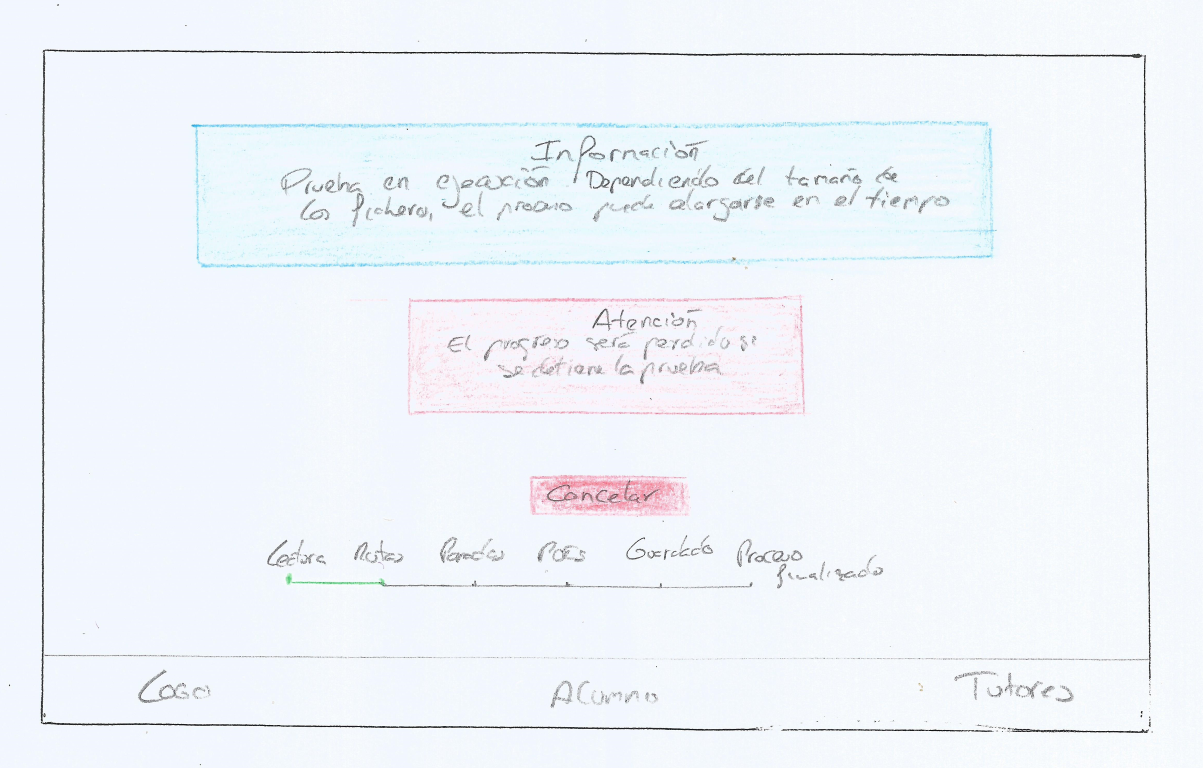 Información
Prueba en ejecución. Dependiendo del tamaño de
los ficheros, el proceso puede alargarse en el tiempo
Atención
El progreso será perdido si
se detiene la prueba
Cancelar
Lectura Rutas Paradas POIs Guardado Proceso
finalizado
Logo Alumno Tutores